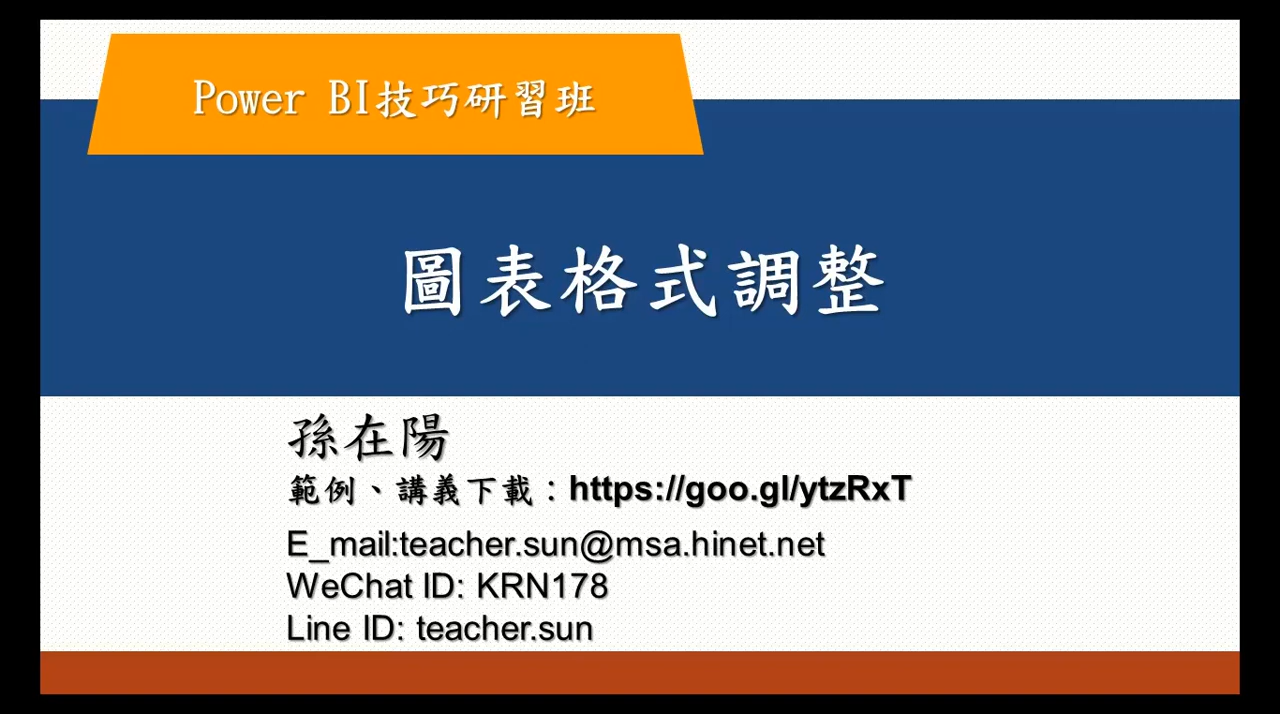 Power BI技巧研習班
圖表格式調整
孫在陽
範例、講義下載：https://goo.gl/ytzRxT
E_mail:teacher.sun@msa.hinet.net
WeChat ID: KRN178
Line ID: teacher.sun